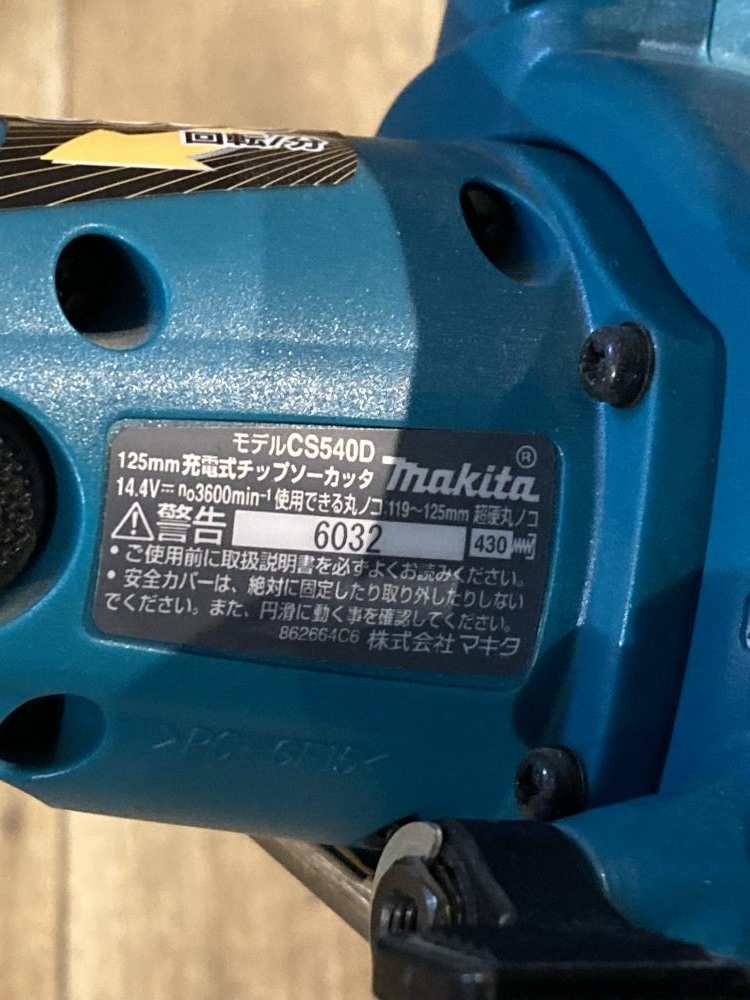 回転/分
モデルCS540D
125mm充電式チップソーカッタ
makita®
14.4V⎓ n₀3600min⁻¹ 使用できる丸ノコ:119～125mm 超硬丸ノコ
⚠警告 6032 430
・ご使用前に取扱説明書を必ずよくお読みください。
・安全カバーは、絶対に固定したり取り外したりしない
でください。また、円滑に動く事を確認してください。
862664C6 株式会社マキタ